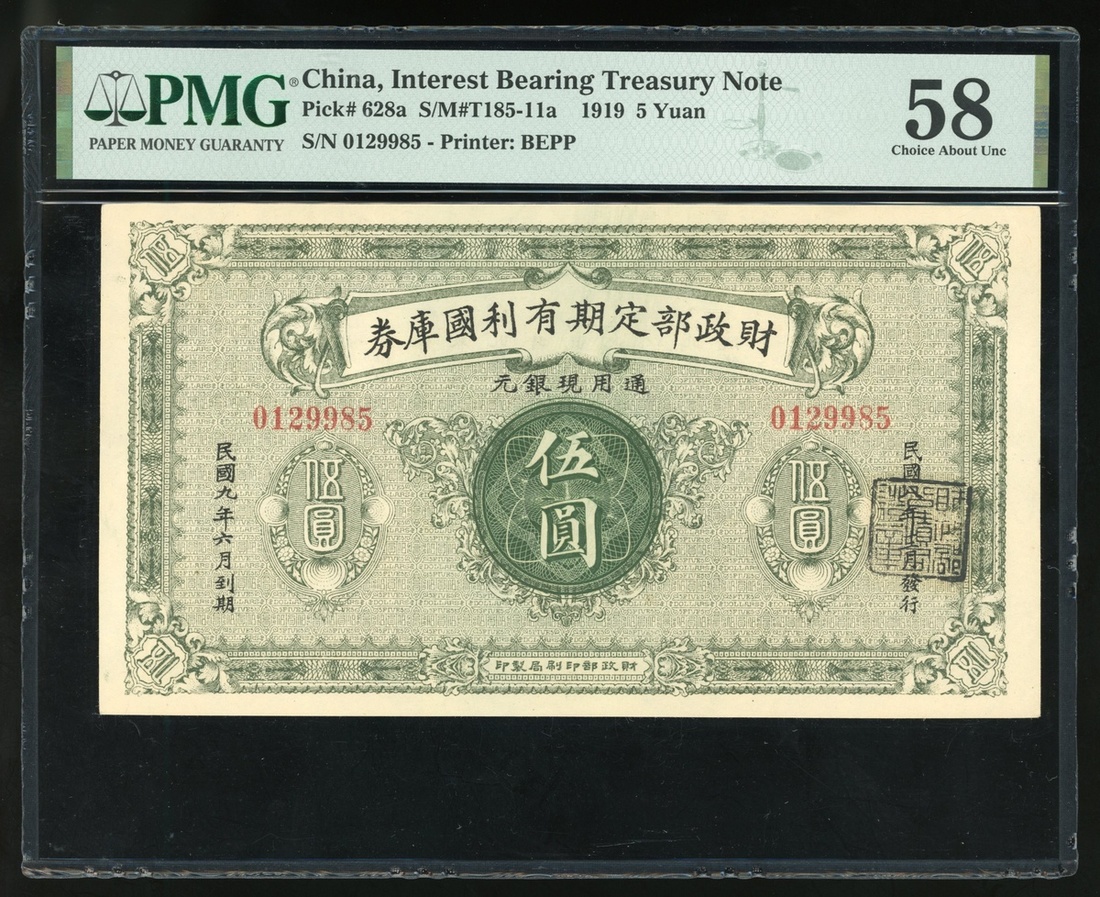 PMG®
PAPER MONEY GUARANTY
China, Interest Bearing Treasury Note
Pick# 628a S/M#T185-11a 1919 5 Yuan
S/N 0129985 - Printer: BEPP
58
Choice About Unc
財政部定期有利國庫券
通用現銀元
0129985
0129985
伍圓
伍圓
伍圓
民國
發行
民國九年六月到期
財政部印刷局製印